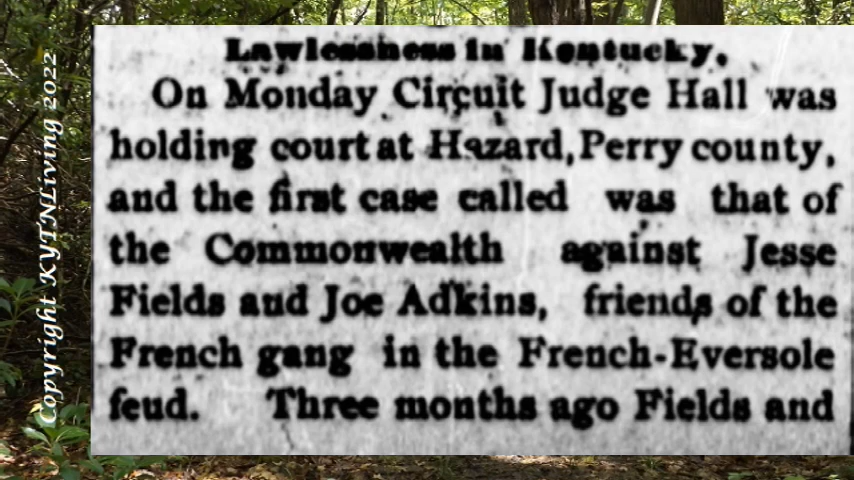 Lawlessness in Kentucky.
On Monday Circuit Judge Hall was
holding court at Hazard, Perry county,
and the first case called was that of
the Commonwealth against Jesse
Fields and Joe Adkins, friends of the
French gang in the French-Eversole
feud. Three months ago Fields and
Copyright KYTNLiving 2022